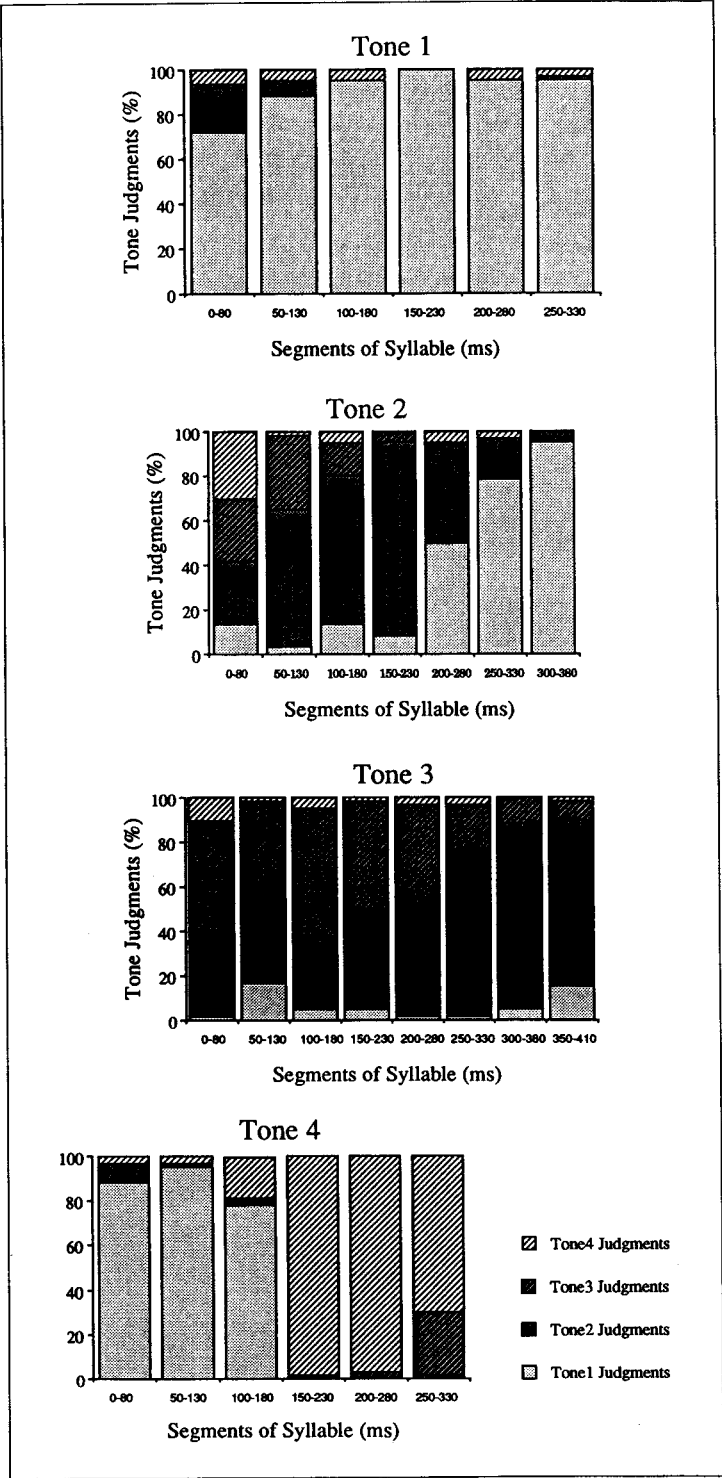 Tone 1
100
80
60
40
20
0
Tone Judgments (%)
0-80 50-130 100-180 150-230 200-280 250-330
Segments of Syllable (ms)
Tone 2
100
80
60
40
20
0
Tone Judgments (%)
0-80 50-130 100-180 150-230 200-280 250-330 300-380
Segments of Syllable (ms)
Tone 3
100
80
60
40
20
0
Tone Judgments (%)
0-80 50-130 100-180 150-230 200-280 250-330 300-380 350-410
Segments of Syllable (ms)
Tone 4
100
80
60
40
20
0
0-80 50-130 100-180 150-230 200-280 250-330
Segments of Syllable (ms)
Tone4 Judgments
Tone3 Judgments
Tone2 Judgments
Tone1 Judgments